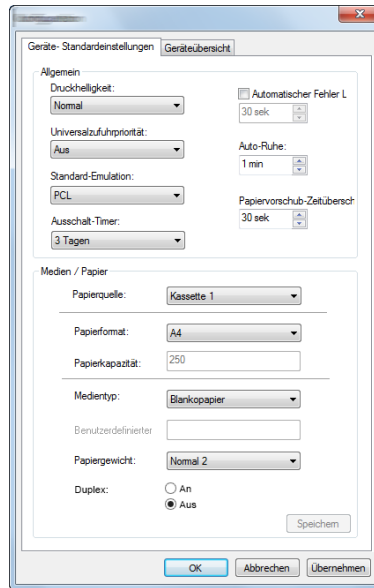 Geräte- Standardeinstellungen Geräteübersicht
Allgemein
Druckhelligkeit:
Normal
Universalzufuhrpriorität:
Aus
Standard-Emulation:
PCL
Ausschalt-Timer:
3 Tagen
Automatischer Fehler L
30 sek
Auto-Ruhe:
1 min
Papiervorschub-Zeitübersch
30 sek
Medien / Papier
Papierquelle: Kassette 1
Papierformat: A4
Papierkapazität: 250
Medientyp: Blankopapier
Benutzerdefinierter
Papiergewicht: Normal 2
Duplex: An
Aus
Speichern
OK Abbrechen Übernehmen